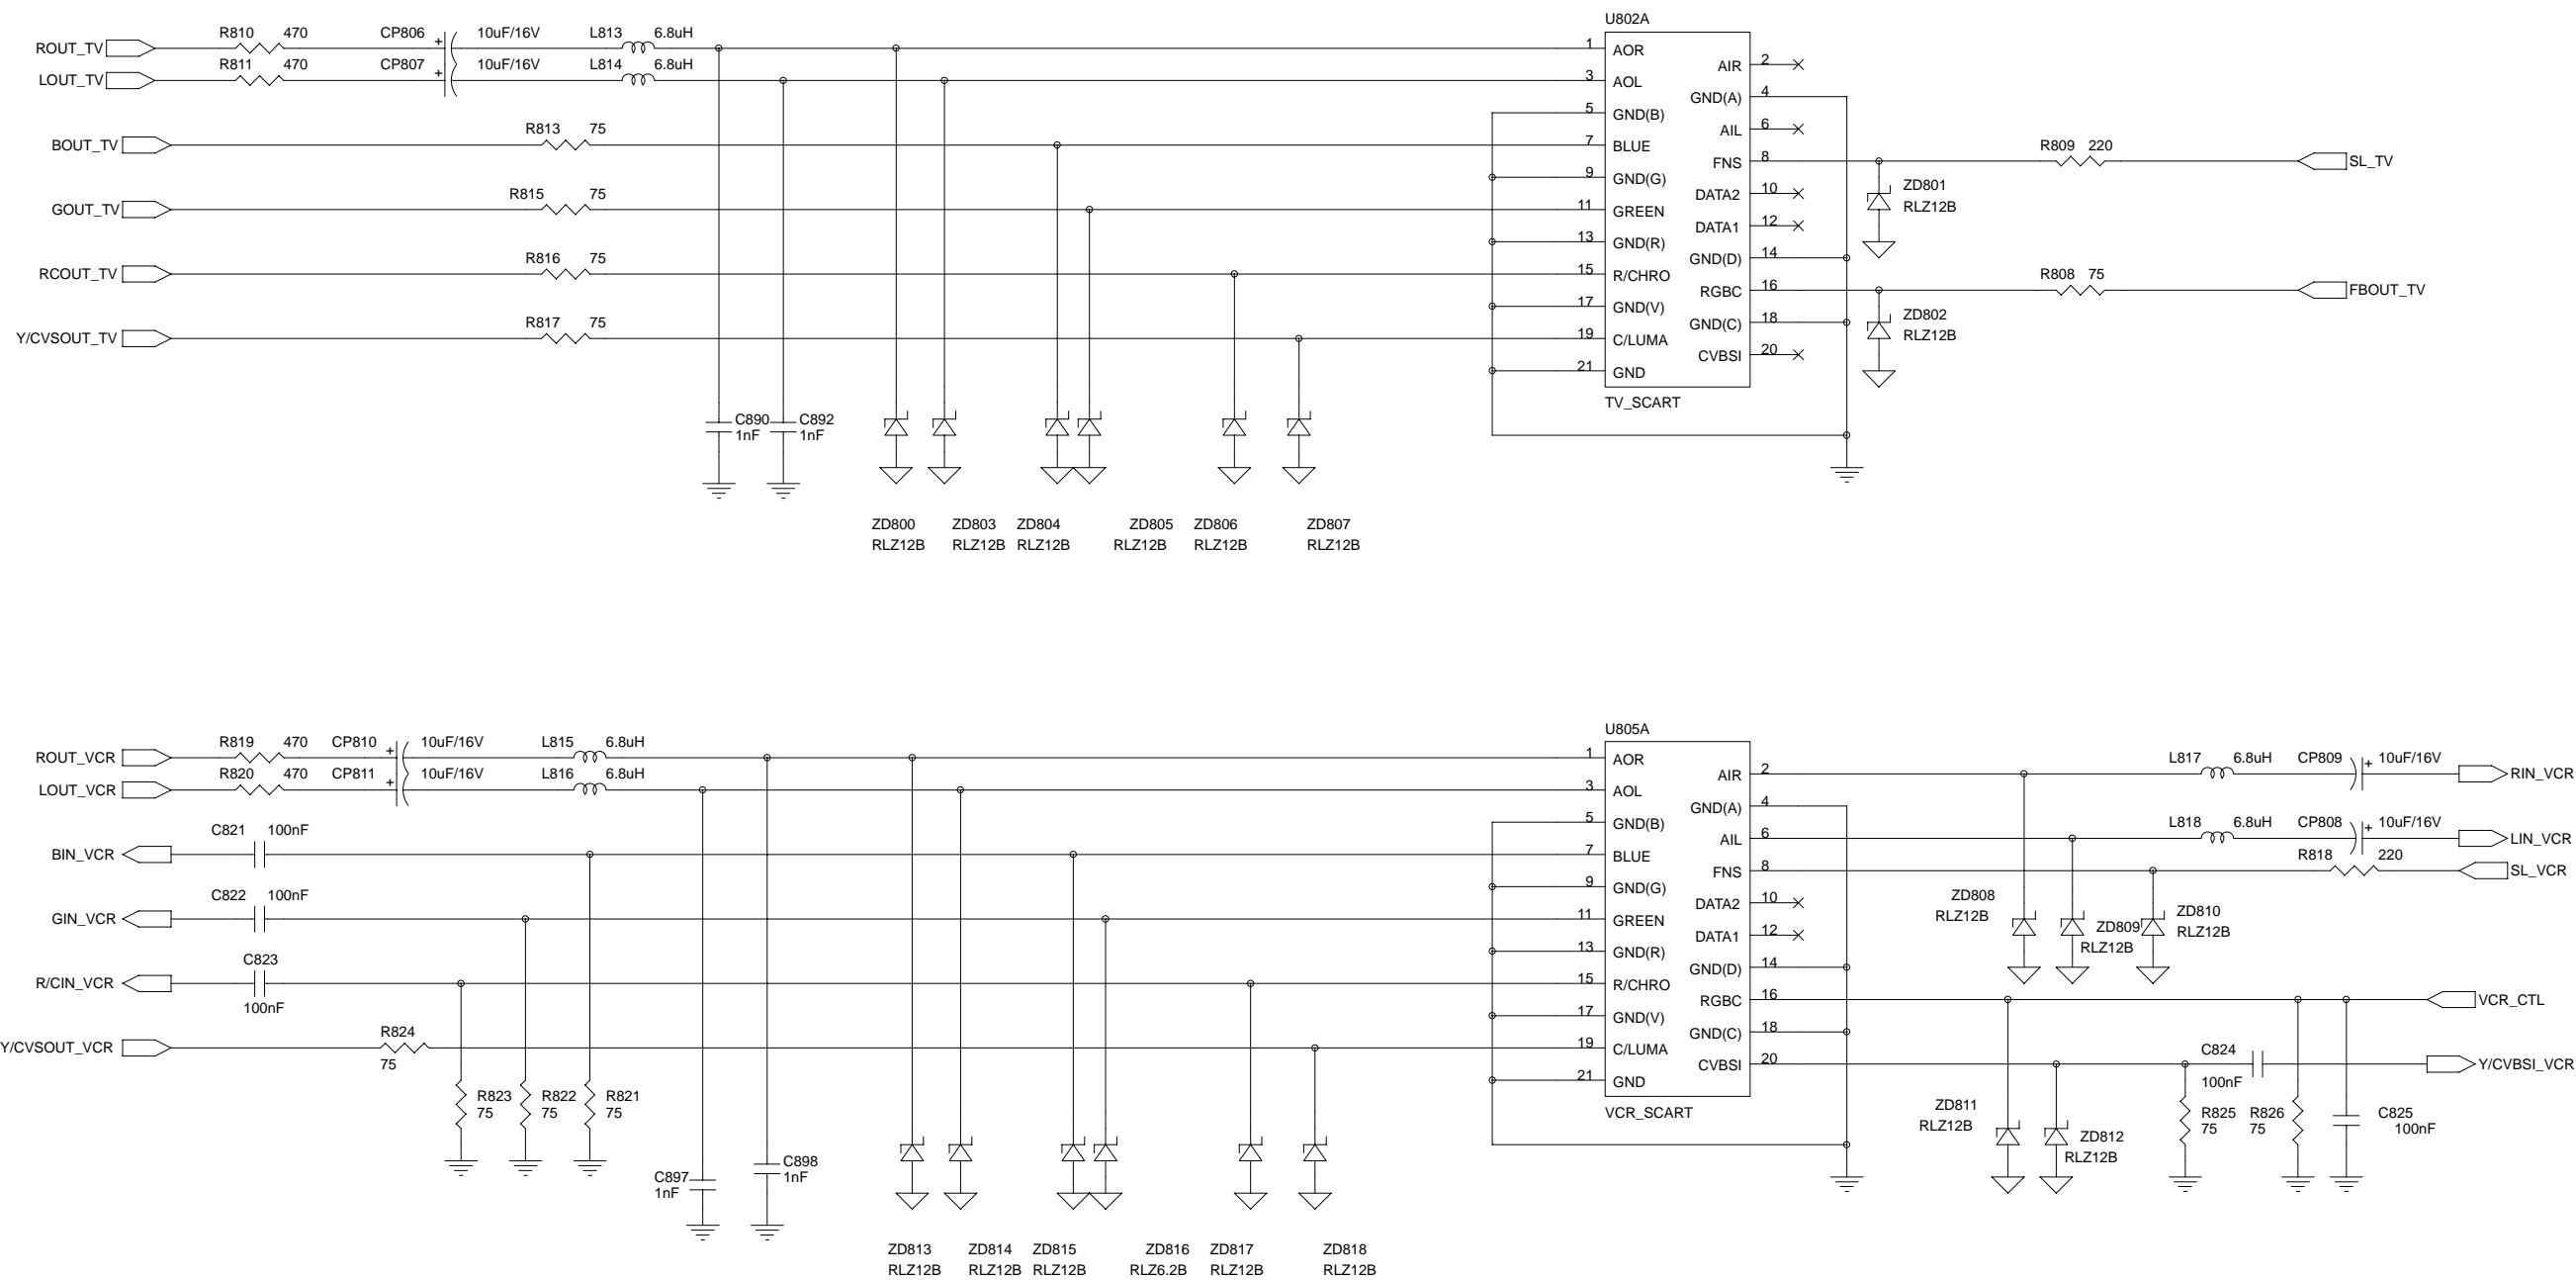 U802A
ROUT_TV R810 470 CP806 + 10uF/16V L813 6.8uH 1 AOR
AIR 2
LOUT_TV R811 470 CP807 + 10uF/16V L814 6.8uH 3 AOL
GND(A) 4
5 GND(B)
AIL 6
BOUT_TV R813 75 7 BLUE
FNS 8 R809 220 SL_TV
9 GND(G)
DATA2 10
ZD801
RLZ12B
GOUT_TV R815 75 11 GREEN
DATA1 12
13 GND(R)
GND(D) 14
RCOUT_TV R816 75 15 R/CHRO
RGBC 16 R808 75 FBOUT_TV
17 GND(V)
GND(C) 18
ZD802
RLZ12B
Y/CVSOUT_TV R817 75 19 C/LUMA
CVBSI 20
21 GND
TV_SCART
C890
1nF
C892
1nF
ZD800 ZD803 ZD804 ZD805 ZD806 ZD807
RLZ12B RLZ12B RLZ12B RLZ12B RLZ12B RLZ12B
U805A
ROUT_VCR R819 470 CP810 + 10uF/16V L815 6.8uH 1 AOR
AIR 2 L817 6.8uH CP809 + 10uF/16V RIN_VCR
LOUT_VCR R820 470 CP811 + 10uF/16V L816 6.8uH 3 AOL
GND(A) 4
5 GND(B)
AIL 6 L818 6.8uH CP808 + 10uF/16V LIN_VCR
BIN_VCR C821 100nF 7 BLUE
FNS 8 R818 220 SL_VCR
9 GND(G)
DATA2 10
ZD808
RLZ12B
ZD809
RLZ12B
ZD810
RLZ12B
GIN_VCR C822 100nF 11 GREEN
DATA1 12
13 GND(R)
GND(D) 14
R/CIN_VCR C823
100nF
15 R/CHRO
RGBC 16 VCR_CTL
17 GND(V)
GND(C) 18
Y/CVSOUT_VCR R824
75
19 C/LUMA
CVBSI 20 C824
100nF
Y/CVBSI_VCR
21 GND
VCR_SCART
R823
75
R822
75
R821
75
ZD811
RLZ12B
ZD812
RLZ12B
R825
75
R826
75
C825
100nF
C897
1nF
C898
1nF
ZD813 ZD814 ZD815 ZD816 ZD817 ZD818
RLZ12B RLZ12B RLZ12B RLZ6.2B RLZ12B RLZ12B